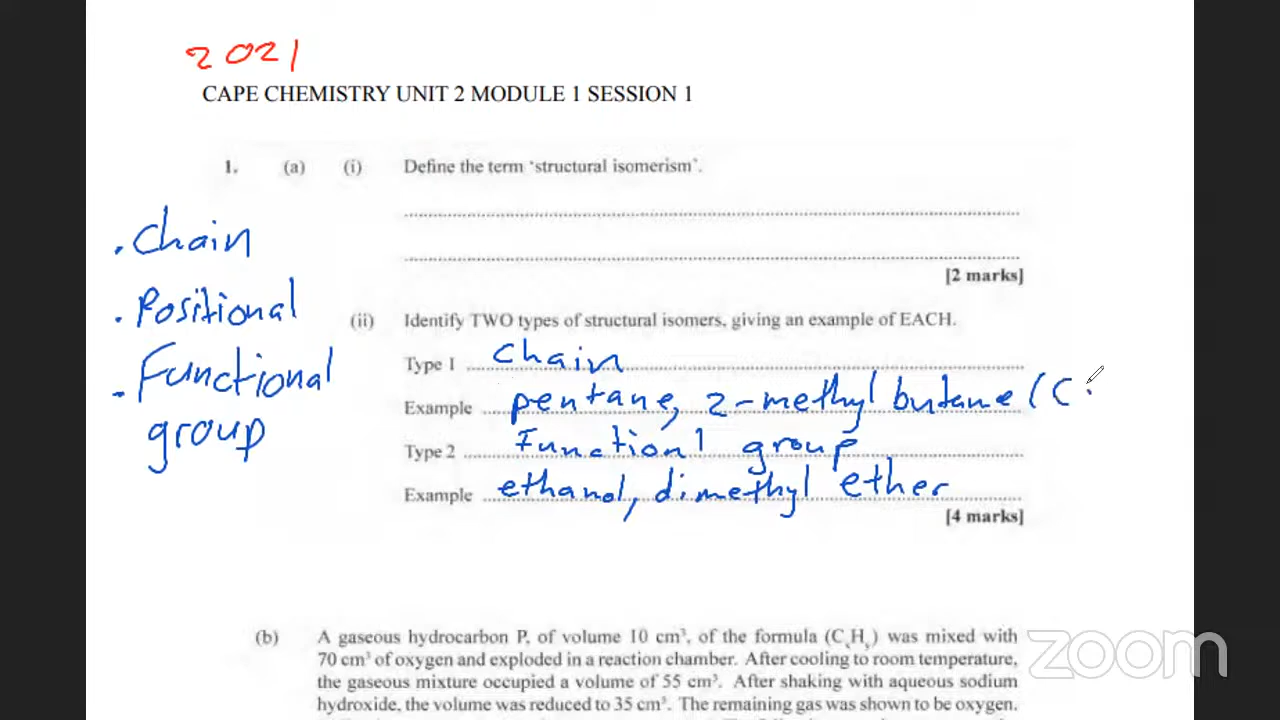 2021
CAPE CHEMISTRY UNIT 2 MODULE 1 SESSION 1
1. (a) (i) Define the term ‘structural isomerism’.
[2 marks]
. Chain
. Positional
. Functional
group
(ii) Identify TWO types of structural isomers, giving an example of EACH.
Type 1 chain
Example pentane, 2-methyl butane (C
Type 2 Function1 group
Example ethanol, dimethyl ether
[4 marks]
(b) A gaseous hydrocarbon P, of volume 10 cm³, of the formula (CₓHᵧ) was mixed with
70 cm³ of oxygen and exploded in a reaction chamber. After cooling to room temperature,
the gaseous mixture occupied a volume of 55 cm³. After shaking with aqueous sodium
hydroxide, the volume was reduced to 35 cm³. The remaining gas was shown to be oxygen.
zoom